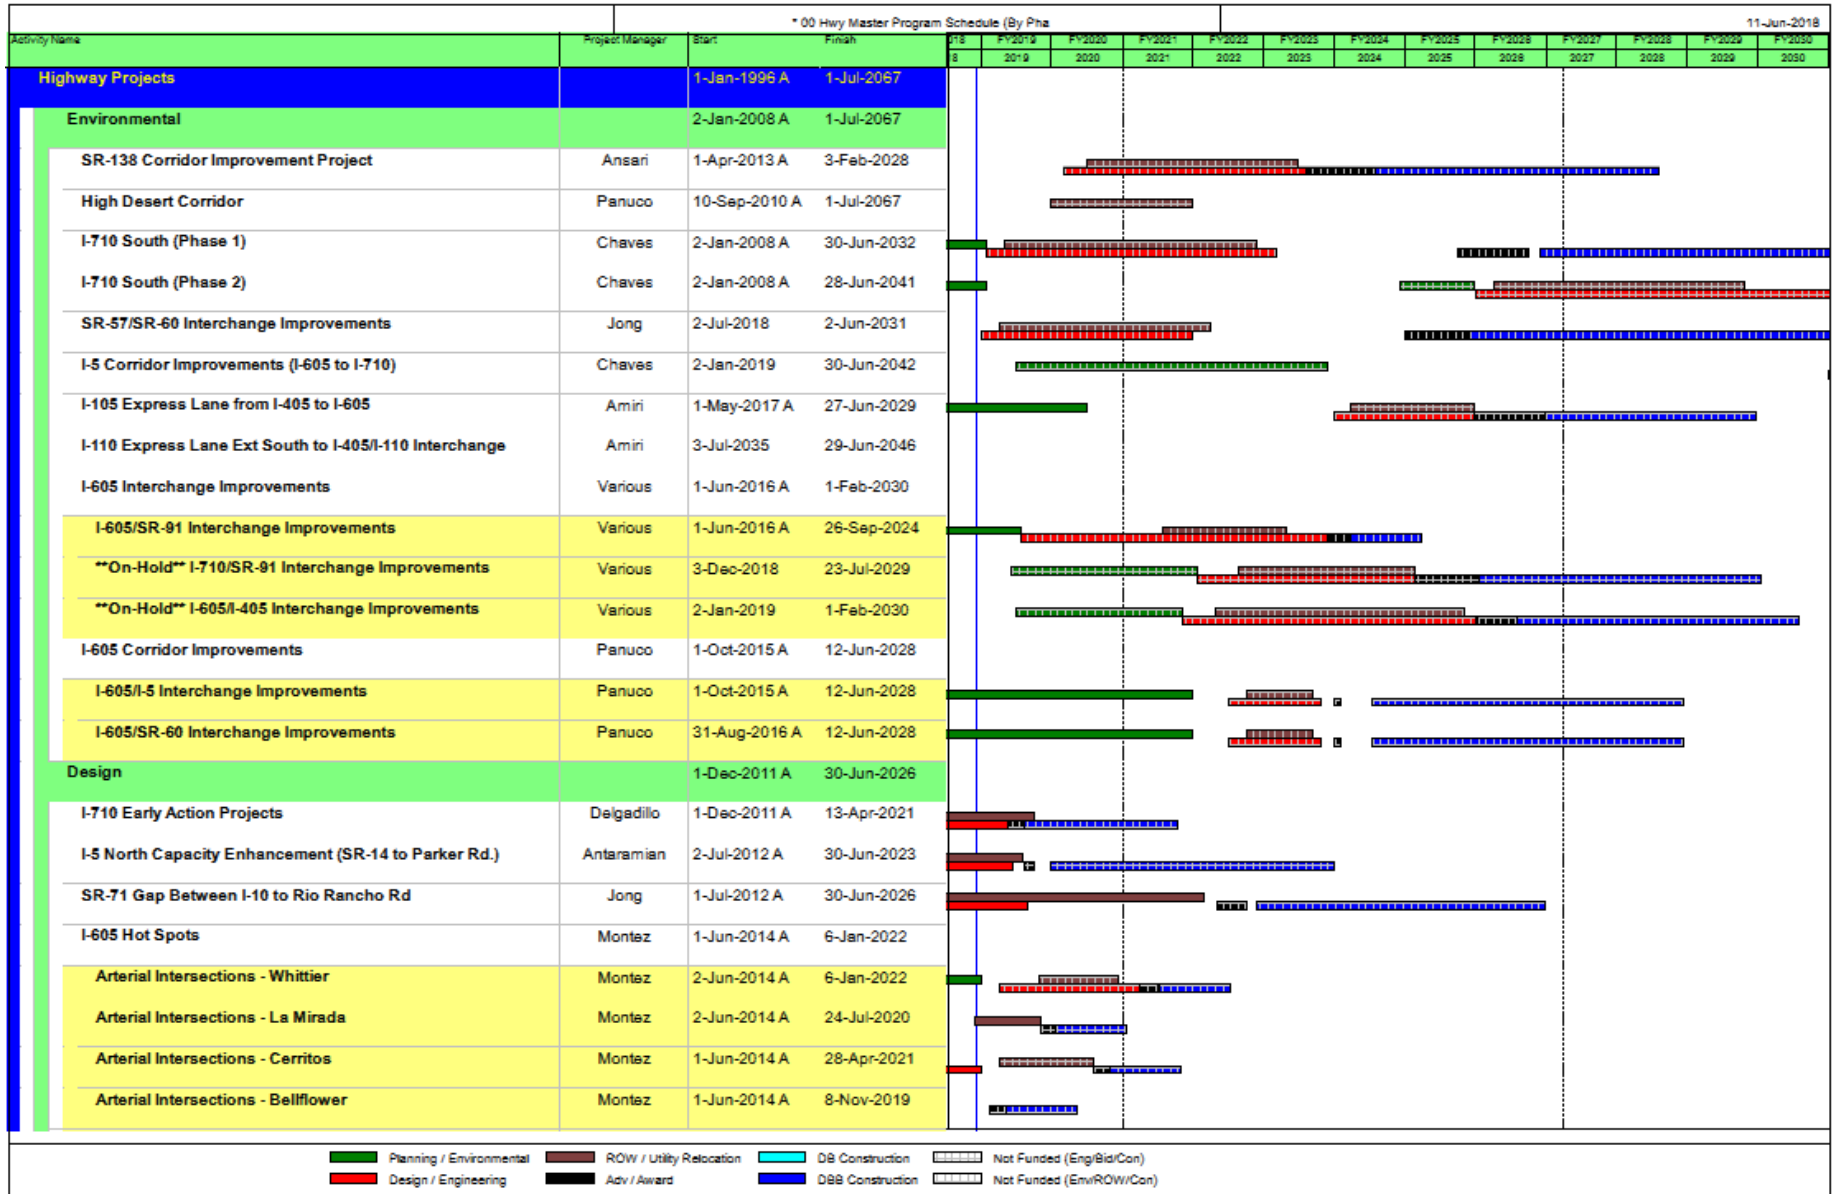 * 00 Hwy Master Program Schedule (By Pha 11-Jun-2018
Activity Name Project Manager Start Finish 018 FY2019 FY2020 FY2021 FY2022 FY2023 FY2024 FY2025 FY2026 FY2027 FY2028 FY2029 FY2030
8 2019 2020 2021 2022 2023 2024 2025 2026 2027 2028 2029 2030
Highway Projects 1-Jan-1996 A 1-Jul-2067
Environmental 2-Jan-2008 A 1-Jul-2067
SR-138 Corridor Improvement Project Ansari 1-Apr-2013 A 3-Feb-2028
High Desert Corridor Panuco 10-Sep-2010 A 1-Jul-2067
I-710 South (Phase 1) Chaves 2-Jan-2008 A 30-Jun-2032
I-710 South (Phase 2) Chaves 2-Jan-2008 A 28-Jun-2041
SR-57/SR-60 Interchange Improvements Jong 2-Jul-2018 2-Jun-2031
I-5 Corridor Improvements (I-605 to I-710) Chaves 2-Jan-2019 30-Jun-2042
I-105 Express Lane from I-405 to I-605 Amiri 1-May-2017 A 27-Jun-2029
I-110 Express Lane Ext South to I-405/I-110 Interchange Amiri 3-Jul-2035 29-Jun-2046
I-605 Interchange Improvements Various 1-Jun-2016 A 1-Feb-2030
I-605/SR-91 Interchange Improvements Various 1-Jun-2016 A 26-Sep-2024
**On-Hold** I-710/SR-91 Interchange Improvements Various 3-Dec-2018 23-Jul-2029
**On-Hold** I-605/I-405 Interchange Improvements Various 2-Jan-2019 1-Feb-2030
I-605 Corridor Improvements Panuco 1-Oct-2015 A 12-Jun-2028
I-605/I-5 Interchange Improvements Panuco 1-Oct-2015 A 12-Jun-2028
I-605/SR-60 Interchange Improvements Panuco 31-Aug-2016 A 12-Jun-2028
Design 1-Dec-2011 A 30-Jun-2026
I-710 Early Action Projects Delgadillo 1-Dec-2011 A 13-Apr-2021
I-5 North Capacity Enhancement (SR-14 to Parker Rd.) Antaramian 2-Jul-2012 A 30-Jun-2023
SR-71 Gap Between I-10 to Rio Rancho Rd Jong 1-Jul-2012 A 30-Jun-2026
I-605 Hot Spots Montez 1-Jun-2014 A 6-Jan-2022
Arterial Intersections - Whittier Montez 2-Jun-2014 A 6-Jan-2022
Arterial Intersections - La Mirada Montez 2-Jun-2014 A 24-Jul-2020
Arterial Intersections - Cerritos Montez 1-Jun-2014 A 28-Apr-2021
Arterial Intersections - Bellflower Montez 1-Jun-2014 A 8-Nov-2019
Planning / Environmental ROW / Utility Relocation DB Construction Not Funded (Eng/Bid/Con)
Design / Engineering Adv / Award DBB Construction Not Funded (Env/ROW/Con)